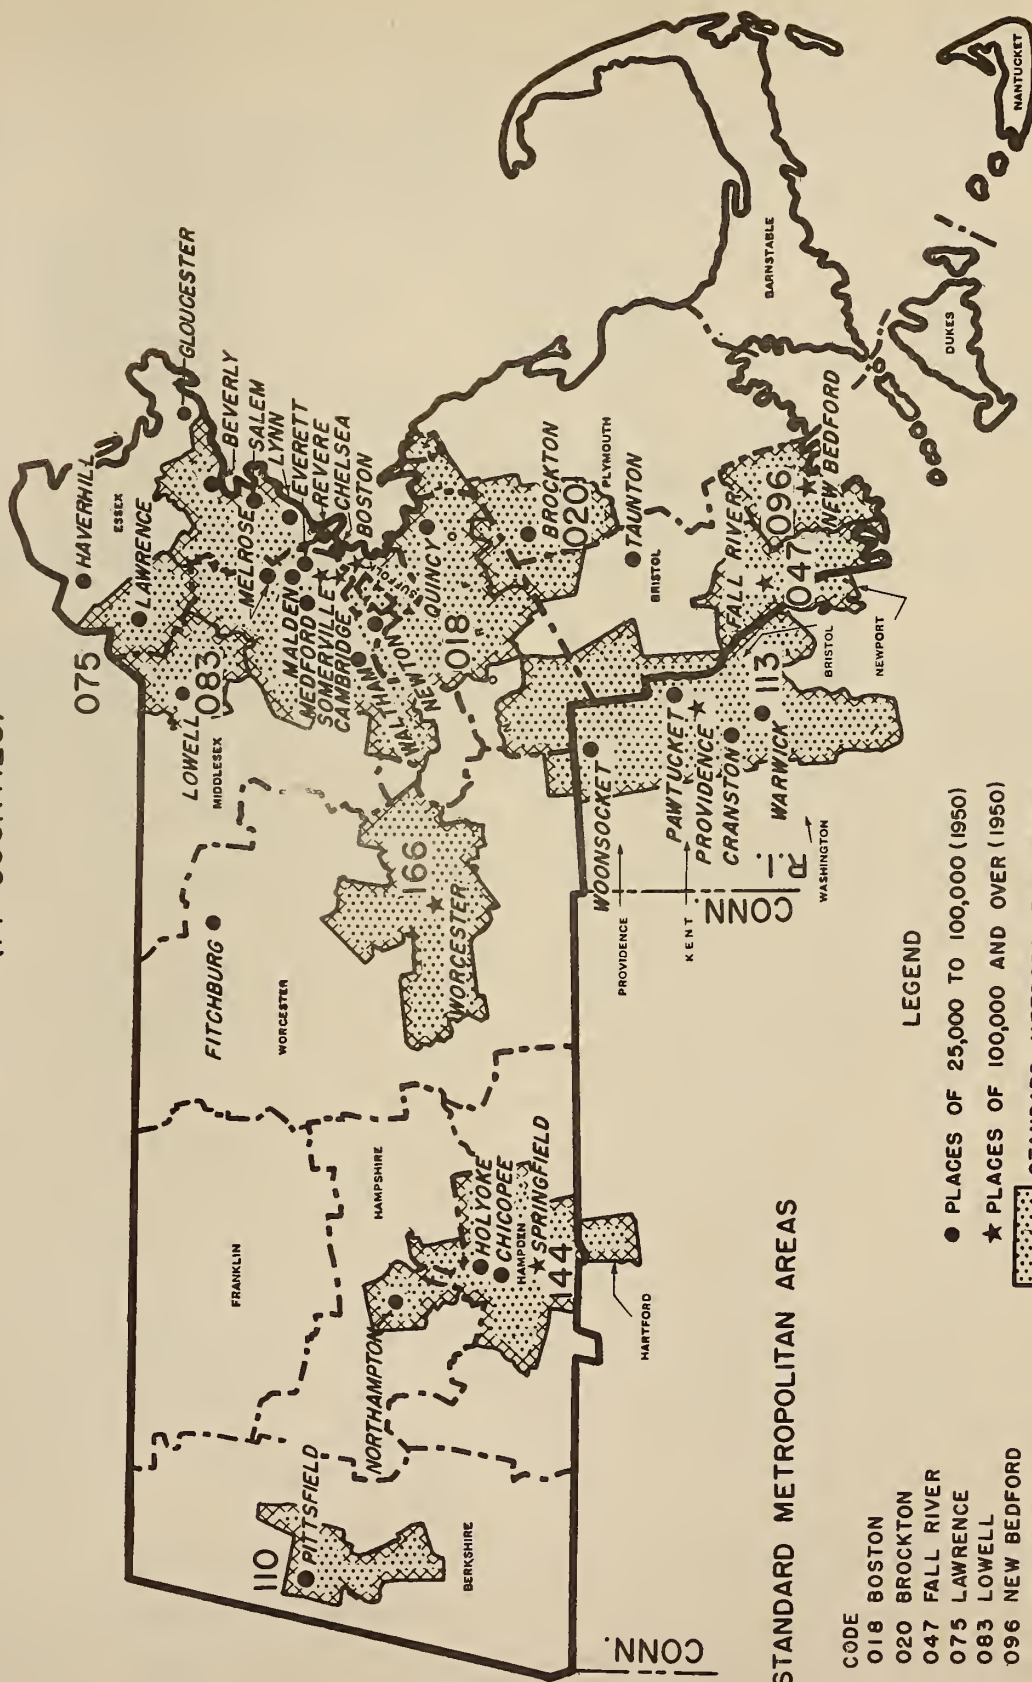 075
HAVERHILL
ESSEX
LAWRENCE
GLOUCESTER
LOWELL
083
MIDDLESEX
BEVERLY
SALEM
LYNN
EVERETT
REVERE
CHELSEA
BOSTON
MELROSE
MALDEN
MEDFORD
SOMERVILLE
CAMBRIDGE
WALTHAM
NEWTON
SUFFOLK
QUINCY
018
BROCKTON
020
PLYMOUTH
TAUNTON
BRISTOL
FALL RIVER
096
047
NEW BEDFORD
BARNSTABLE
DUKES
NANTUCKET
FITCHBURG
WORCESTER
166
WORCESTER
WOONSOCKET
PAWTUCKET
PROVIDENCE
CRANSTON
WARWICK
113
BRISTOL
NEWPORT
PROVIDENCE
KENT
WASHINGTON
CONN.
R. I.
FRANKLIN
HAMPSHIRE
NORTHAMPTON
HOLYOKE
CHICOPEE
HAMPDEN
SPRINGFIELD
144
HARTFORD
110
PITTSFIELD
BERKSHIRE
CONN.
STANDARD METROPOLITAN AREAS
CODE
018 BOSTON
020 BROCKTON
047 FALL RIVER
075 LAWRENCE
083 LOWELL
096 NEW BEDFORD
LEGEND
● PLACES OF 25,000 TO 100,000 (1950)
★ PLACES OF 100,000 AND OVER (1950)